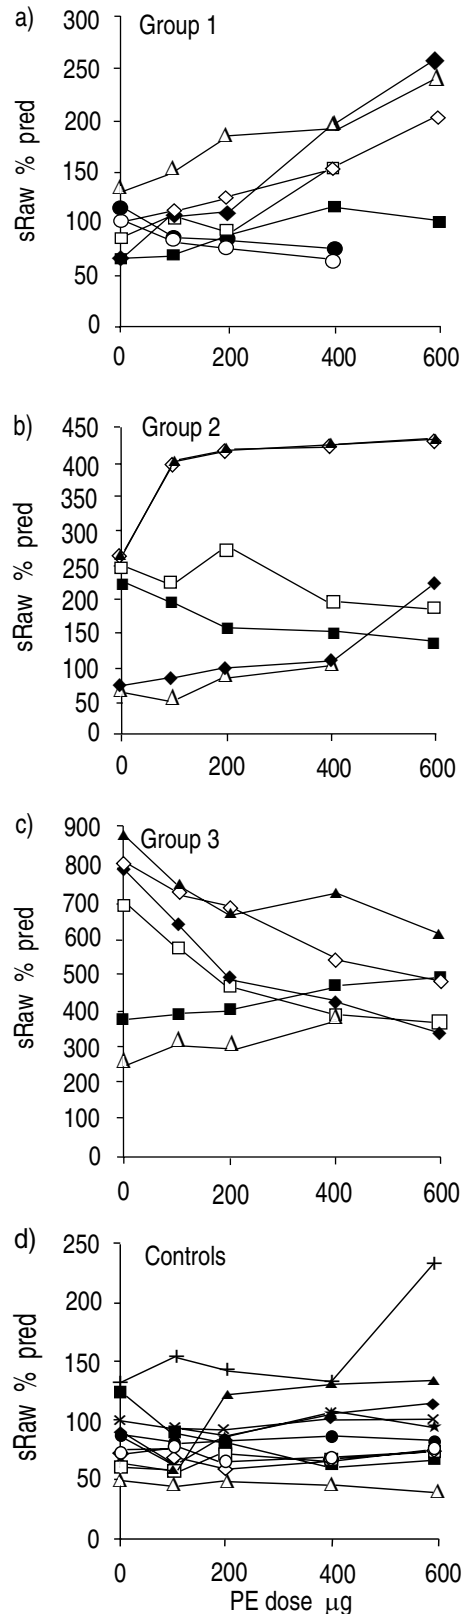 a)
Group 1
sRaw % pred
300
250
200
150
100
50
0
0 200 400 600
b)
Group 2
sRaw % pred
450
400
350
300
250
200
150
100
50
0
0 200 400 600
c)
Group 3
sRaw % pred
900
800
700
600
500
400
300
200
100
0
0 200 400 600
d)
Controls
sRaw % pred
250
200
150
100
50
0
0 200 400 600
PE dose μg